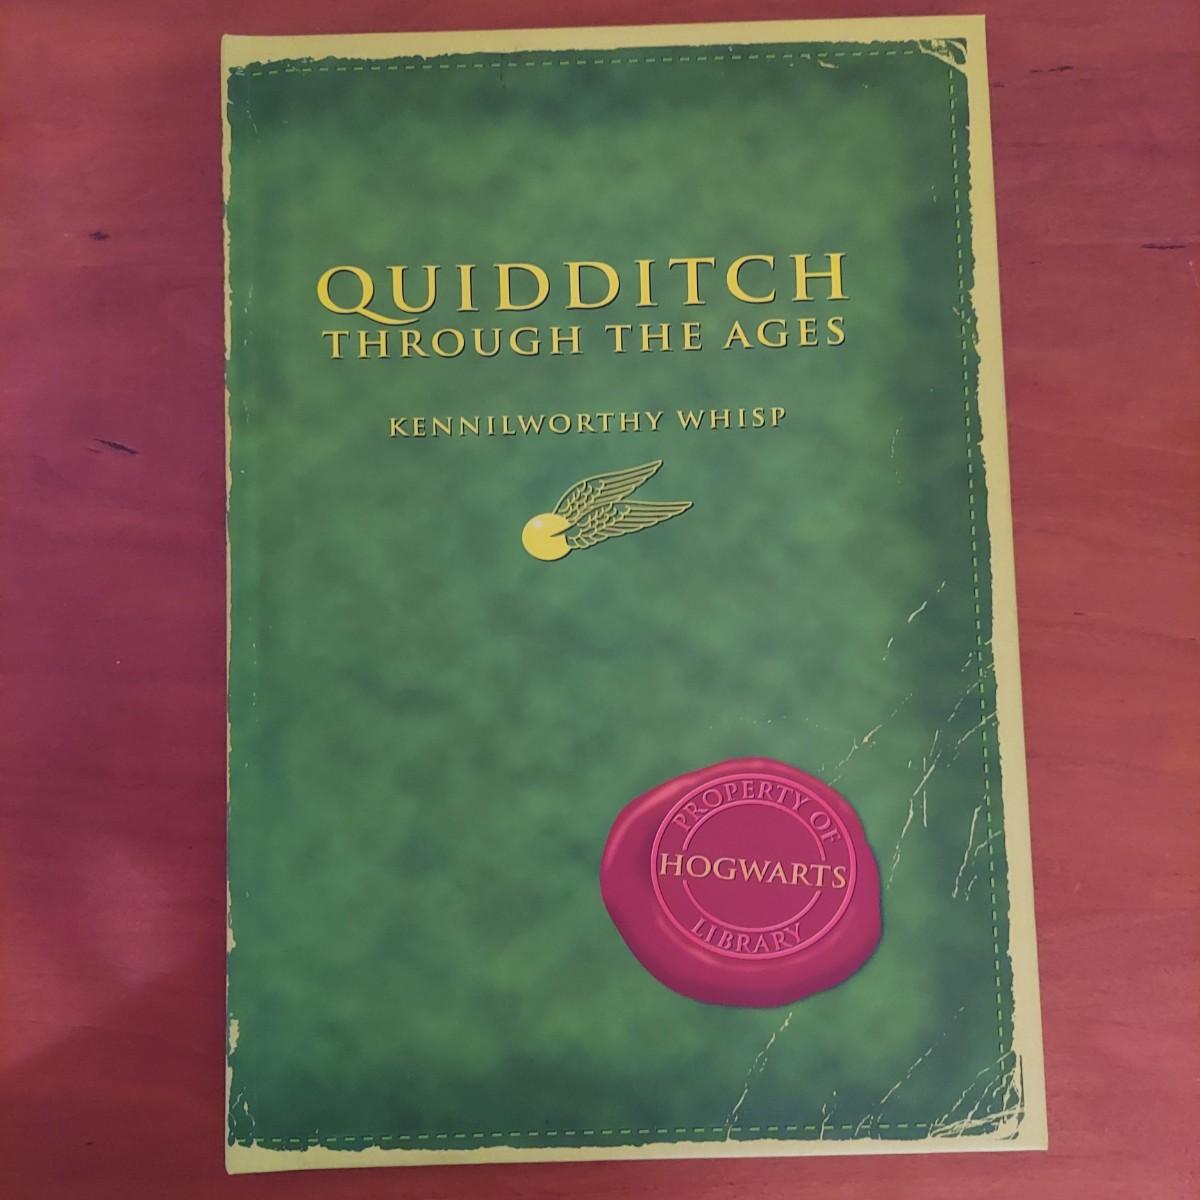 QUIDDITCH
THROUGH THE AGES
KENNILWORTHY WHISP
PROPERTY OF
HOGWARTS
LIBRARY